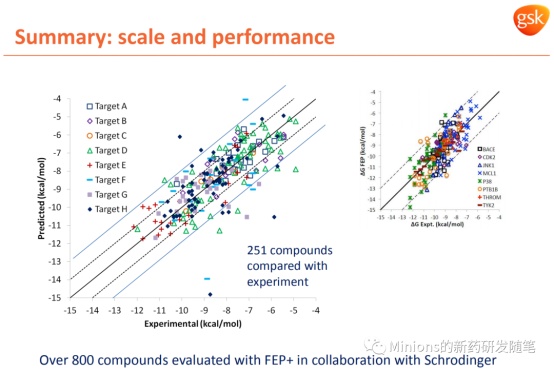 gsk
Summary: scale and performance
Target A
Target B
Target C
Target D
Target E
Target F
Target G
Target H
Predicted (kcal/mol)
-4
-5
-6
-7
-8
-9
-10
-11
-12
-13
-14
-15
-15 -14 -13 -12 -11 -10 -9 -8 -7 -6 -5 -4
Experimental (kcal/mol)
251 compounds
compared with
experiment
ΔG FEP (kcal/mol)
-4
-5
-6
-7
-8
-9
-10
-11
-12
-13
-14
-15
-15 -14 -13 -12 -11 -10 -9 -8 -7 -6 -5 -4
ΔG Expt. (kcal/mol)
BACE
CDK2
JNK1
MCL1
P38
PTB1B
THROM
TYK2
Minions的新药研发随笔
Over 800 compounds evaluated with FEP+ in collaboration with Schrodinger